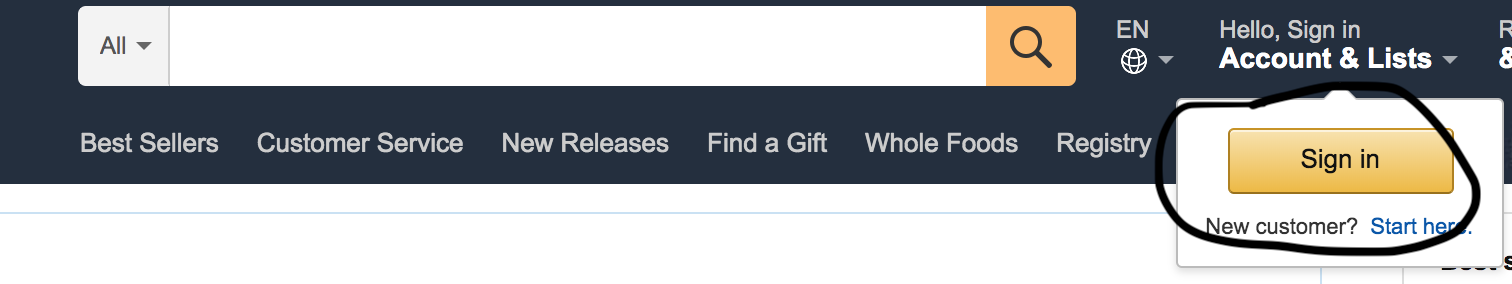 All
EN
Hello, Sign in
Account & Lists
R
&
Best Sellers
Customer Service
New Releases
Find a Gift
Whole Foods
Registry
Sign in
New customer? Start here.